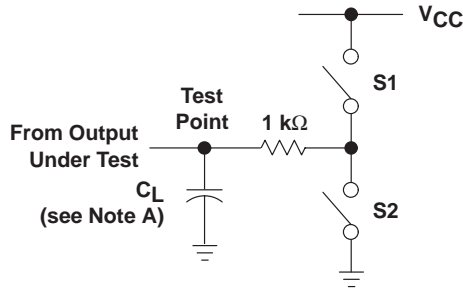 VCC
S1
Test
Point
1 kΩ
From Output
Under Test
CL
(see Note A)
S2